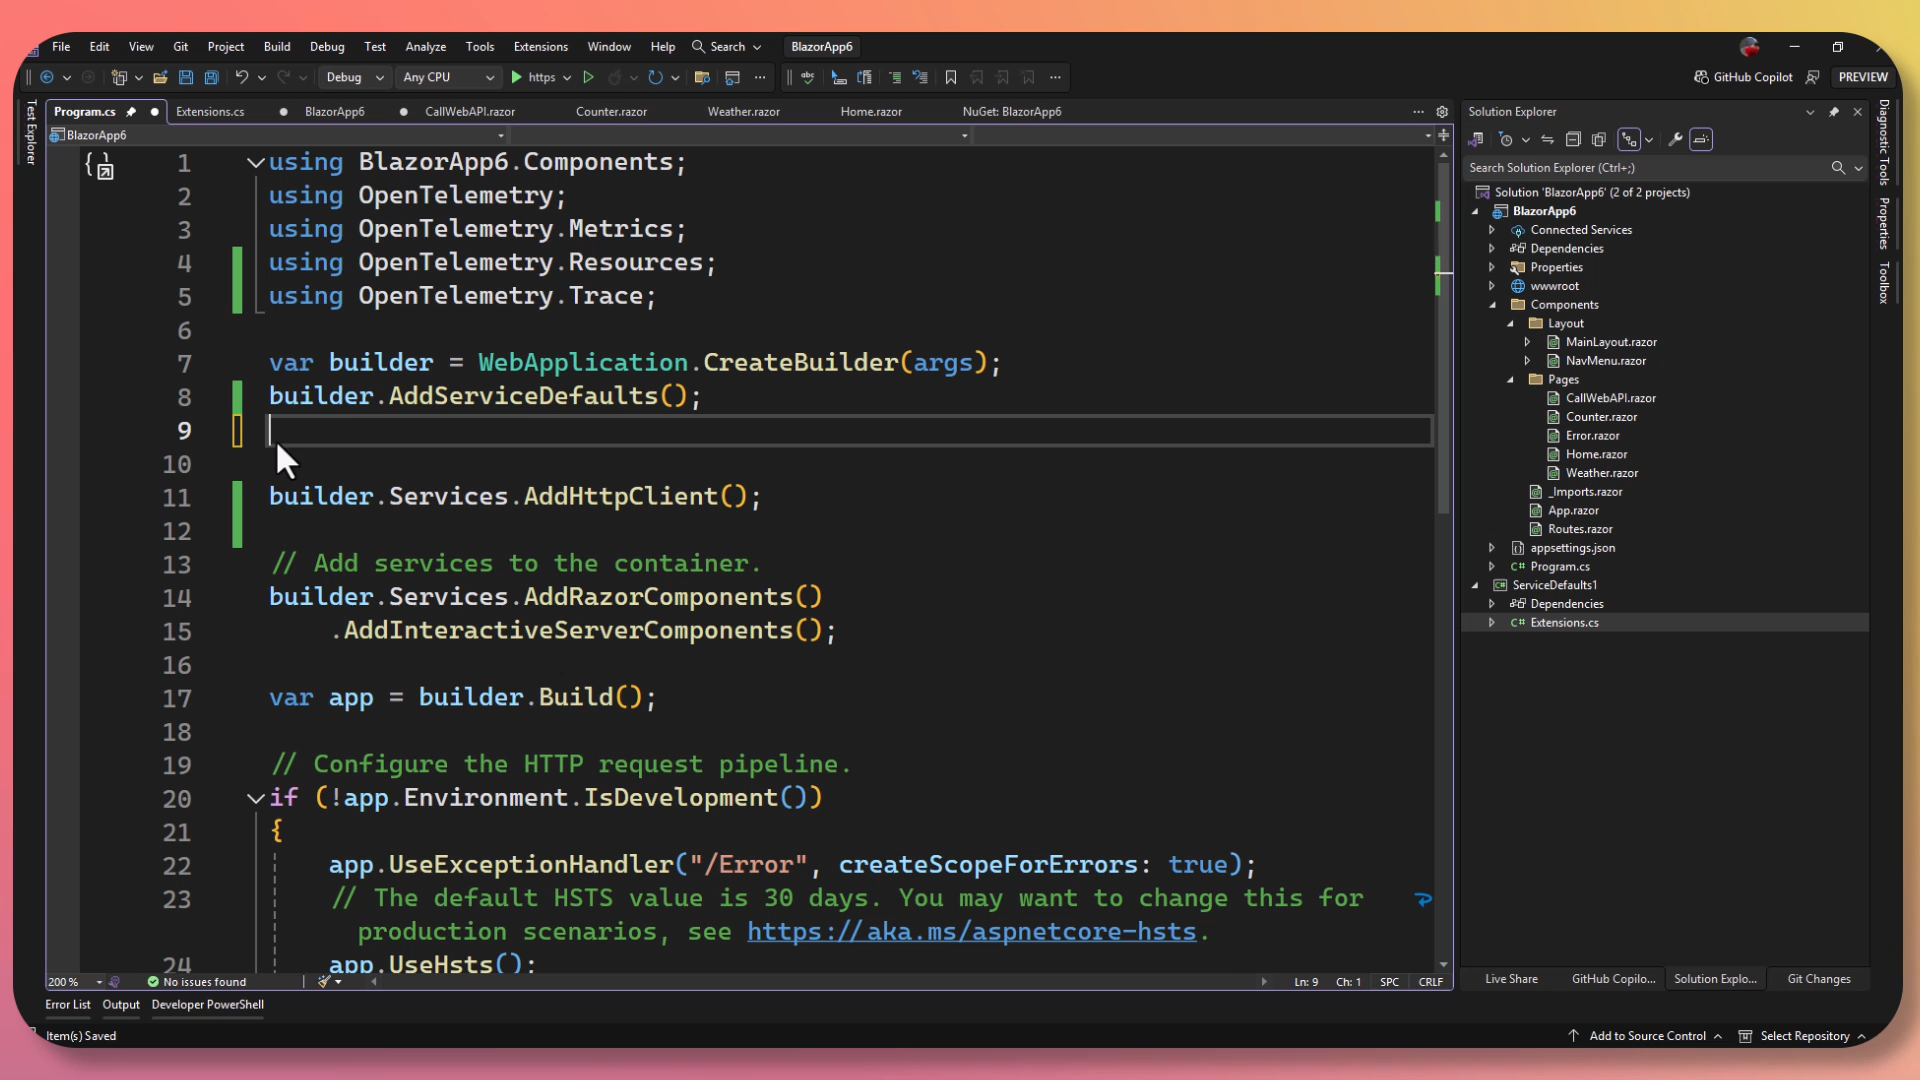 File Edit View Git Project Build Debug Test Analyze Tools Extensions Window Help Search BlazorApp6
Debug Any CPU https GitHub Copilot PREVIEW
Program.cs Extensions.cs BlazorApp6 CallWebAPI.razor Counter.razor Weather.razor Home.razor NuGet: BlazorApp6
BlazorApp6
Test Explorer
1 using BlazorApp6.Components;
2 using OpenTelemetry;
3 using OpenTelemetry.Metrics;
4 using OpenTelemetry.Resources;
5 using OpenTelemetry.Trace;
6
7 var builder = WebApplication.CreateBuilder(args);
8 builder.AddServiceDefaults();
9
10
11 builder.Services.AddHttpClient();
12
13 // Add services to the container.
14 builder.Services.AddRazorComponents()
15 .AddInteractiveServerComponents();
16
17 var app = builder.Build();
18
19 // Configure the HTTP request pipeline.
20 if (!app.Environment.IsDevelopment())
21 {
22 app.UseExceptionHandler("/Error", createScopeForErrors: true);
23 // The default HSTS value is 30 days. You may want to change this for
production scenarios, see https://aka.ms/aspnetcore-hsts.
24 app.UseHsts();
200 % No issues found Ln: 9 Ch: 1 SPC CRLF
Error List Output Developer PowerShell
Item(s) Saved
Solution Explorer
Search Solution Explorer (Ctrl+;)
Solution 'BlazorApp6' (2 of 2 projects)
BlazorApp6
Connected Services
Dependencies
Properties
wwwroot
Components
Layout
MainLayout.razor
NavMenu.razor
Pages
CallWebAPI.razor
Counter.razor
Error.razor
Home.razor
Weather.razor
_Imports.razor
App.razor
Routes.razor
appsettings.json
C# Program.cs
ServiceDefaults1
Dependencies
C# Extensions.cs
Live Share GitHub Copilo... Solution Explo... Git Changes
Add to Source Control Select Repository
Diagnostic Tools
Properties
Toolbox